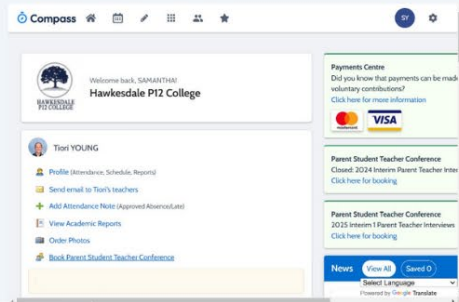 Compass
SY
Welcome back, SAMANTHA!
Hawkesdale P12 College
HAWKESDALE
P12 COLLEGE
Tiori YOUNG
Profile (Attendance, Schedule, Reports)
Send email to Tiori's teachers
Add Attendance Note (Approved Absence/Late)
View Academic Reports
Order Photos
Book Parent Student Teacher Conference
Payments Centre
Did you know that payments can be made
voluntary contributions?
Click here for more information
mastercard
VISA
Parent Student Teacher Conference
Closed: 2024 Interim Parent Teacher Inter
Click here for booking
Parent Student Teacher Conference
2025 Interim 1 Parent Teacher Interviews
Click here for booking
News View All Saved 0
Select Language
Powered by Google Translate